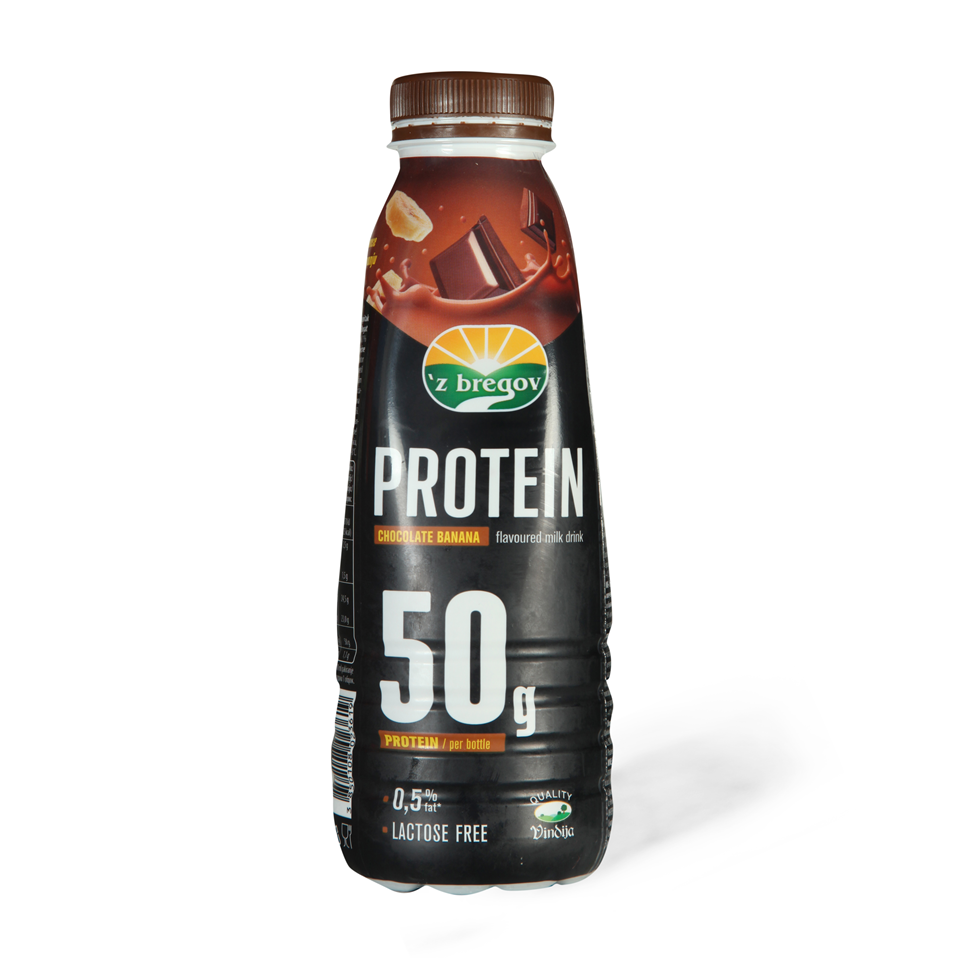 'z bregov
PROTEIN
CHOCOLATE BANANA flavoured milk drink
50g
PROTEIN / per bottle
0,5% fat*
LACTOSE FREE
QUALITY
Vindija